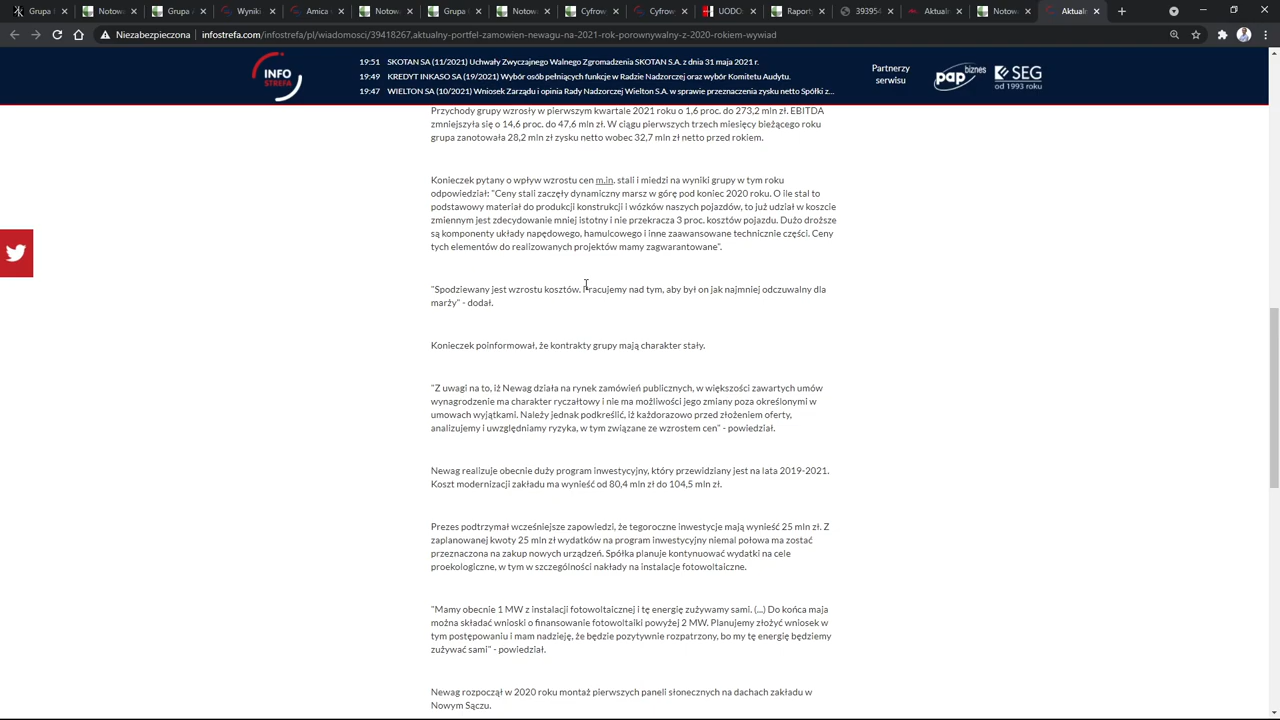 Grupa
Notow
Grupa
Notow
Grupa
Notow
Wyniki
Notow
Amica
Notow
Notow
Notow
Cyfrow
Cyfrow
UODO
Notow
Raport
39395
Aktualn
Notow
Aktualn
Niezabezpieczona
infostrefa.com/infostrefa/pl/wiadomosci/39418267,aktualny-portfel-zamowien-newagu-na-2021-rok-porownywalny-z-2020-rokiem-wywiad
INFO
STREFA
19:51 SKOTAN SA (11/2021) Uchwały Zwyczajnego Walnego Zgromadzenia SKOTAN S.A. z dnia 31 maja 2021 r.
19:49 KREDYT INKASO SA (19/2021) Wybór osób pełniących funkcje w Radzie Nadzorczej oraz wybór Komitetu Audytu.
19:47 WIELTON SA (10/2021) Wniosek Zarządu i opinia Rady Nadzorczej Wielton S.A. w sprawie przeznaczenia zysku netto Spółki z...
Partnerzy
serwisu
pap biznes
SEG
od 1993 roku
Przychody grupy wzrosły w pierwszym kwartale 2021 roku o 1,6 proc. do 273,2 mln zł. EBITDA
zmniejszyła się o 14,6 proc. do 47,6 mln zł. W ciągu pierwszych trzech miesięcy bieżącego roku
grupa zanotowała 28,2 mln zł zysku netto wobec 32,7 mln zł netto przed rokiem.
Konieczek pytany o wpływ wzrostu cen m.in. stali i miedzi na wyniki grupy w tym roku
odpowiedział: "Ceny stali zaczęły dynamiczny marsz w górę pod koniec 2020 roku. O ile stal to
podstawowy materiał do produkcji konstrukcji i wózków naszych pojazdów, to już udział w koszcie
zmiennym jest zdecydowanie mniej istotny i nie przekracza 3 proc. kosztów pojazdu. Dużo droższe
są komponenty układy napędowego, hamulcowego i inne zaawansowane technicznie części. Ceny
tych elementów do realizowanych projektów mamy zagwarantowane".
"Spodziewany jest wzrostu kosztów. Pracujemy nad tym, aby był on jak najmniej odczuwalny dla
marży" - dodał.
Konieczek poinformował, że kontrakty grupy mają charakter stały.
"Z uwagi na to, iż Newag działa na rynek zamówień publicznych, w większości zawartych umów
wynagrodzenie ma charakter ryczałtowy i nie ma możliwości jego zmiany poza określonymi w
umowach wyjątkami. Należy jednak podkreślić, iż każdorazowo przed złożeniem oferty,
analizujemy i uwzględniamy ryzyka, w tym związane ze wzrostem cen" - powiedział.
Newag realizuje obecnie duży program inwestycyjny, który przewidziany jest na lata 2019-2021.
Koszt modernizacji zakładu ma wynieść od 80,4 mln zł do 104,5 mln zł.
Prezes podtrzymał wcześniejsze zapowiedzi, że tegoroczne inwestycje mają wynieść 25 mln zł. Z
zaplanowanej kwoty 25 mln zł wydatków na program inwestycyjny niemal połowa ma zostać
przeznaczona na zakup nowych urządzeń. Spółka planuje kontynuować wydatki na cele
proekologiczne, w tym w szczególności nakłady na instalacje fotowoltaiczne.
"Mamy obecnie 1 MW z instalacji fotowoltaicznej i tę energię zużywamy sami. (...) Do końca maja
można składać wnioski o finansowanie fotowoltaiki powyżej 2 MW. Planujemy złożyć wniosek w
tym postępowaniu i mam nadzieję, że będzie pozytywnie rozpatrzony, bo my tę energię będziemy
zużywać sami" - powiedział.
Newag rozpoczął w 2020 roku montaż pierwszych paneli słonecznych na dachach zakładu w
Nowym Sączu.